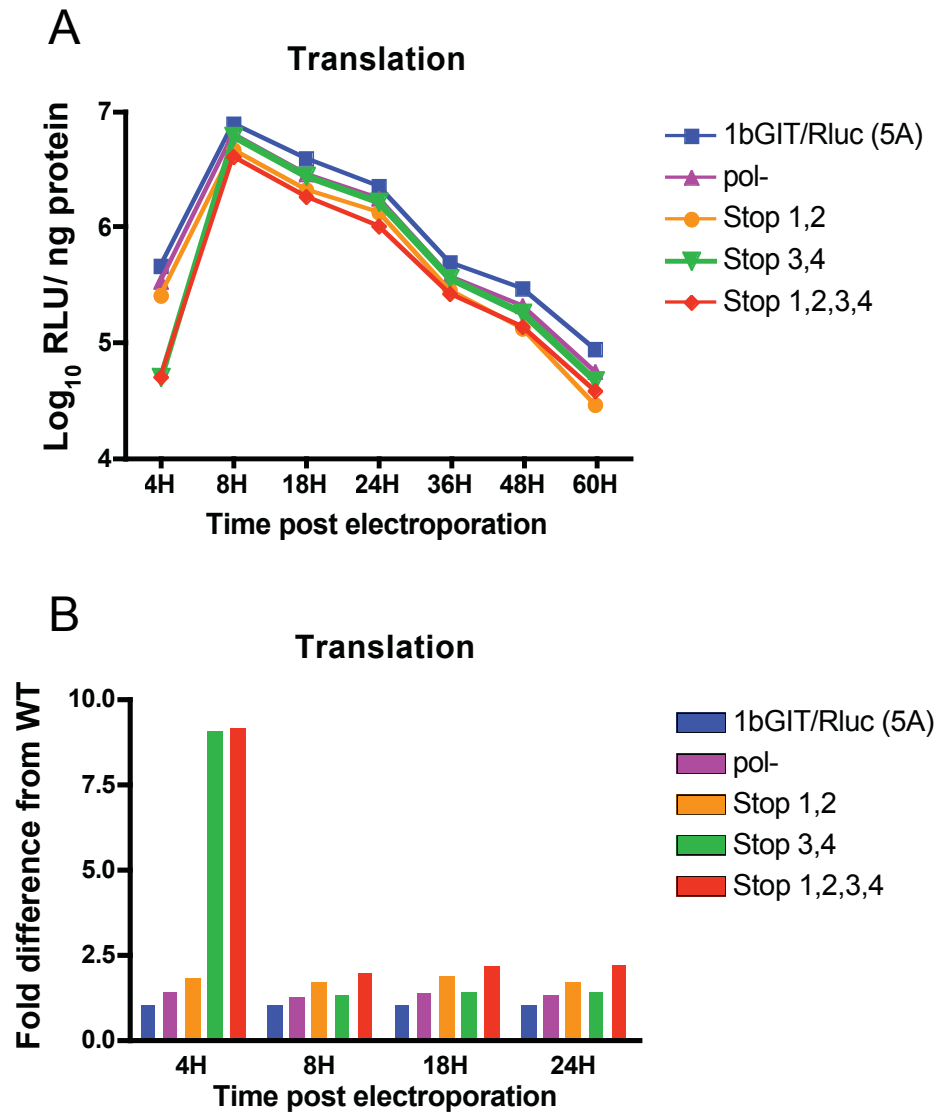 A
Translation
Log10 RLU/ ng protein
7
6
5
4
4H 8H 18H 24H 36H 48H 60H
Time post electroporation
1bGIT/Rluc (5A)
pol-
Stop 1,2
Stop 3,4
Stop 1,2,3,4
B
Translation
Fold difference from WT
10.0
7.5
5.0
2.5
0.0
4H 8H 18H 24H
Time post electroporation
1bGIT/Rluc (5A)
pol-
Stop 1,2
Stop 3,4
Stop 1,2,3,4